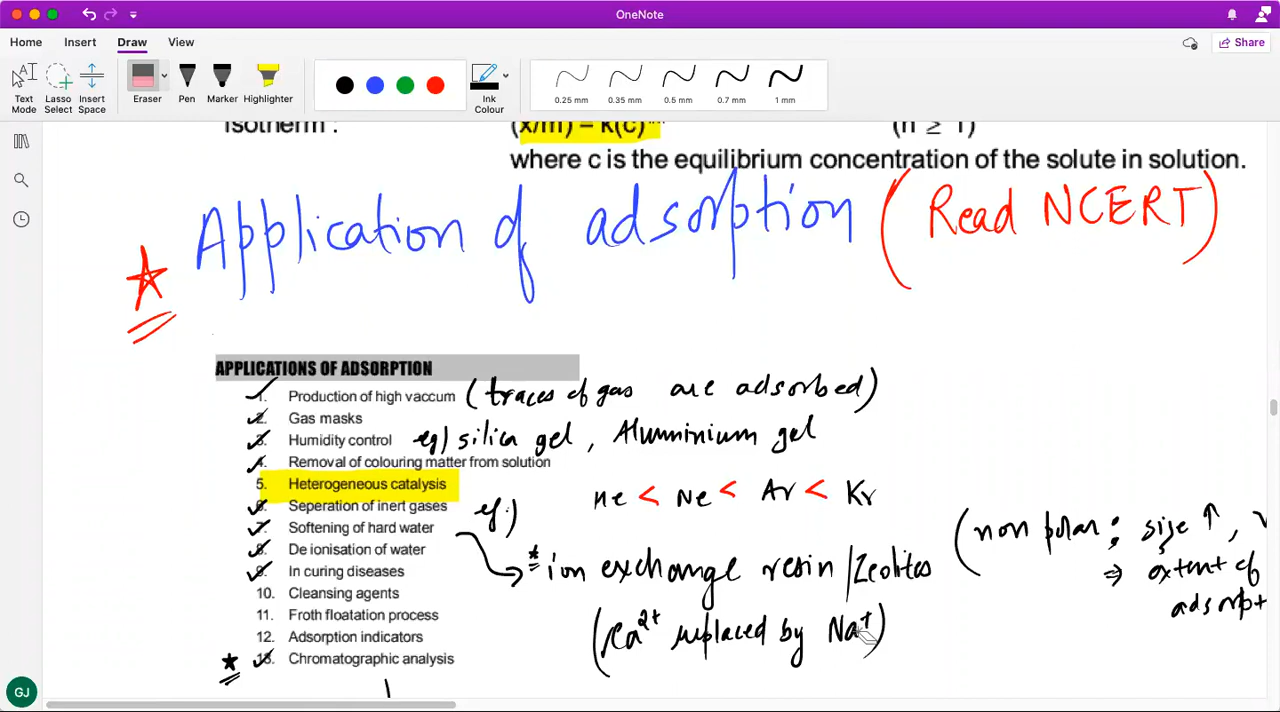 OneNote
Home Insert Draw View
Share
Text Mode
Lasso Select
Insert Space
Eraser
Pen
Marker
Highlighter
Ink Colour
0.25 mm
0.35 mm
0.5 mm
0.7 mm
1 mm
Isotherm : (x/m) = k(c) (n ≥ 1)
where c is the equilibrium concentration of the solute in solution.
Application of adsorption (Read NCERT)
APPLICATIONS OF ADSORPTION
1. Production of high vaccum (traces of gas are adsorbed)
2. Gas masks
3. Humidity control eg) silica gel, Aluminium gel
4. Removal of colouring matter from solution
5. Heterogeneous catalysis
6. Seperation of inert gases eg:) He < Ne < Ar < Kr
7. Softening of hard water
8. De ionisation of water
9. In curing diseases
10. Cleansing agents
11. Froth floatation process
12. Adsorption indicators
13. Chromatographic analysis
* ion exchange resin / Zeolites
(Ca2+ replaced by Na+)
(non polar : size ↑,
⇒ extent of
adsorpt
GJ